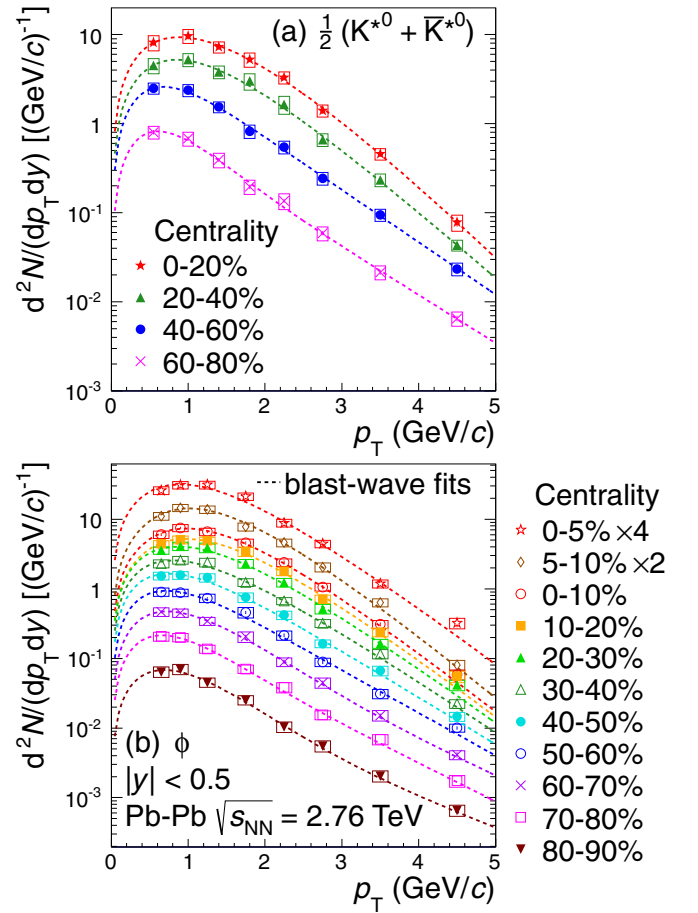 (a) ½ (K*⁰ + K̅*⁰)
d²N/(dp_T dy) [(GeV/c)⁻¹]
10
1
10⁻¹
10⁻²
10⁻³
Centrality
0-20%
20-40%
40-60%
60-80%
0 1 2 3 4 5
p_T (GeV/c)
blast-wave fits
d²N/(dp_T dy) [(GeV/c)⁻¹]
10
1
10⁻¹
10⁻²
10⁻³
(b) ϕ
|y| < 0.5
Pb-Pb √s_NN = 2.76 TeV
0 1 2 3 4 5
p_T (GeV/c)
Centrality
0-5% ×4
5-10% ×2
0-10%
10-20%
20-30%
30-40%
40-50%
50-60%
60-70%
70-80%
80-90%